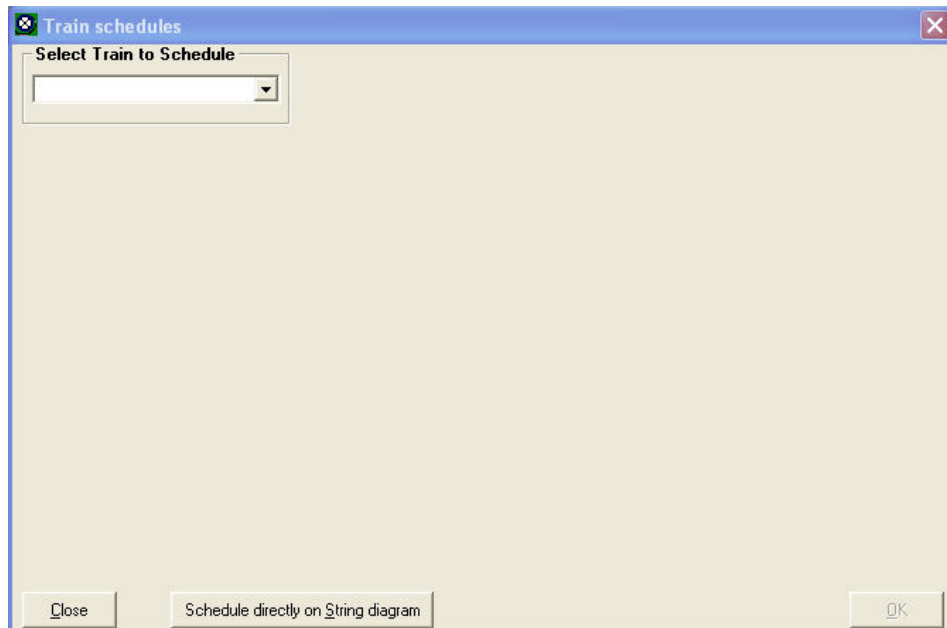 Train schedules
Select Train to Schedule
Close
Schedule directly on String diagram
OK